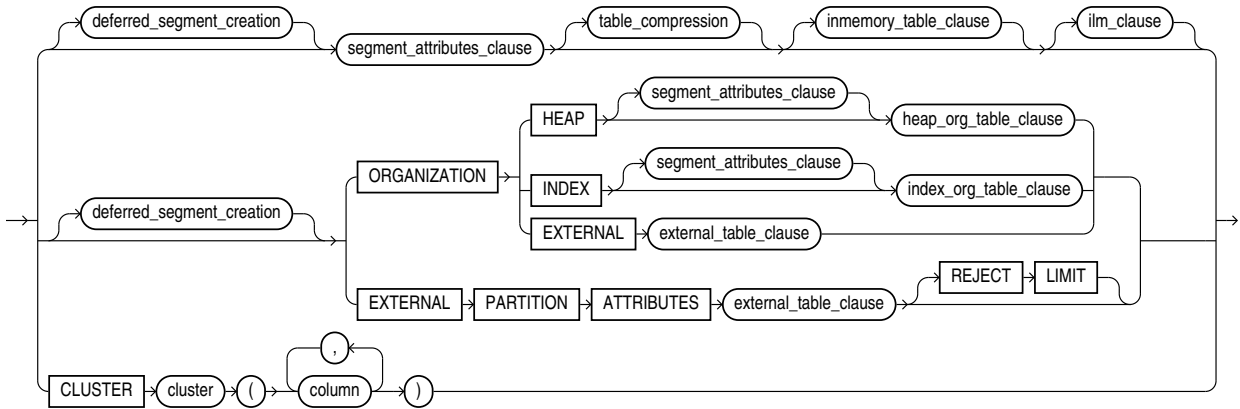 deferred_segment_creation table_compression inmemory_table_clause ilm_clause
segment_attributes_clause
segment_attributes_clause
HEAP heap_org_table_clause
segment_attributes_clause
ORGANIZATION
INDEX index_org_table_clause
deferred_segment_creation
EXTERNAL external_table_clause
REJECT LIMIT
EXTERNAL PARTITION ATTRIBUTES external_table_clause
,
CLUSTER cluster ( column )